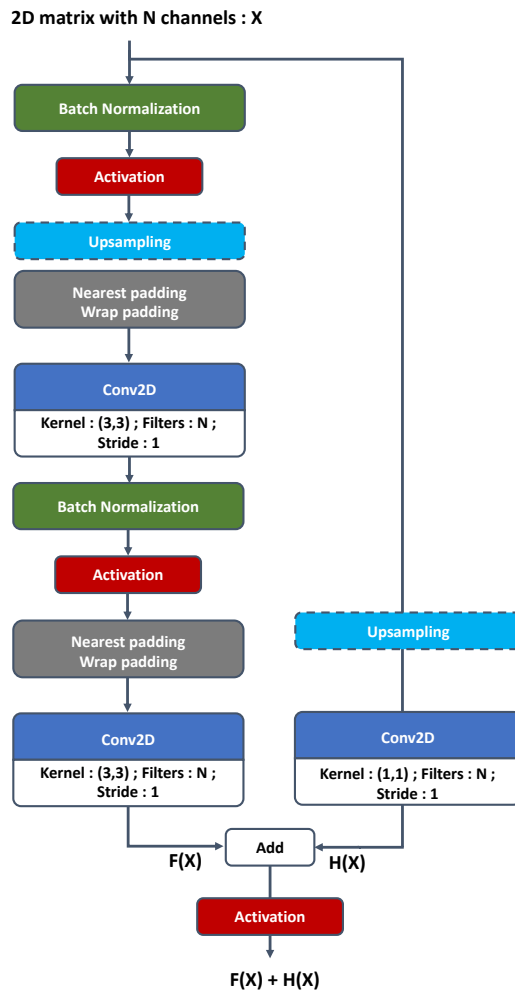 2D matrix with N channels : X
Batch Normalization
Activation
Upsampling
Nearest padding
Wrap padding
Conv2D
Kernel : (3,3) ; Filters : N ;
Stride : 1
Batch Normalization
Activation
Nearest padding
Wrap padding
Conv2D
Kernel : (3,3) ; Filters : N ;
Stride : 1
Upsampling
Conv2D
Kernel : (1,1) ; Filters : N ;
Stride : 1
F(X)
Add
H(X)
Activation
F(X) + H(X)